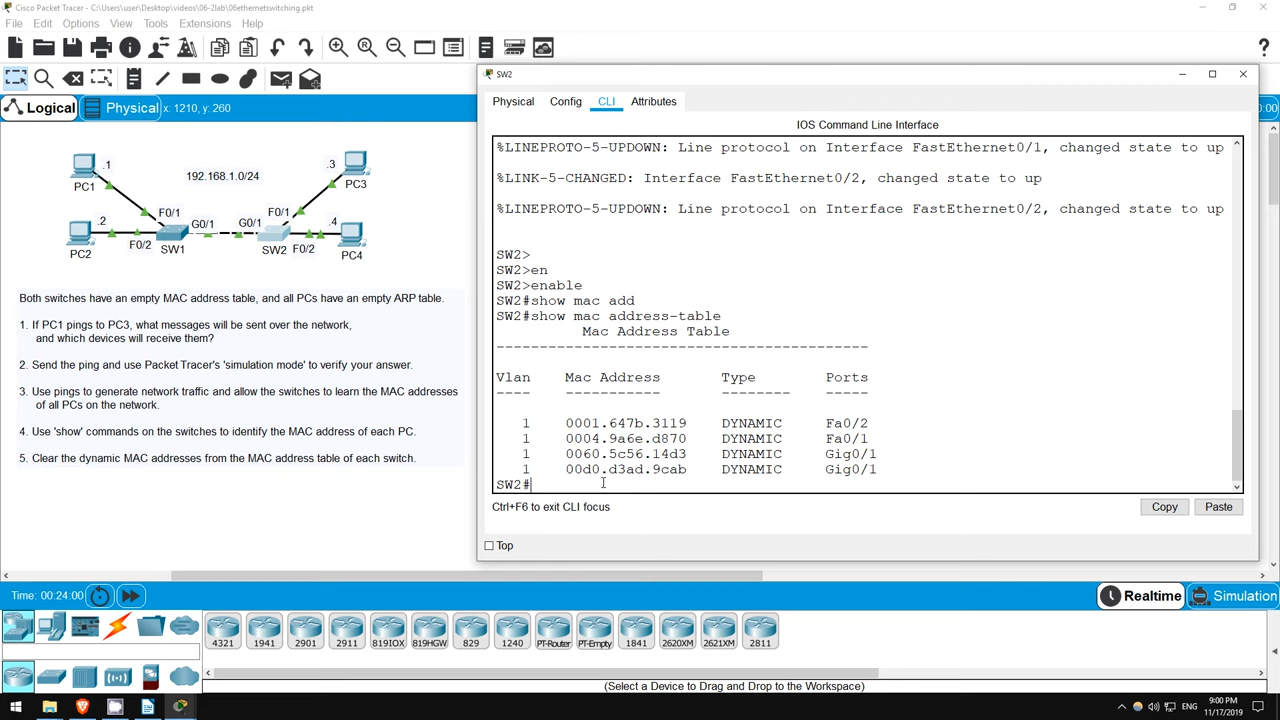 Cisco Packet Tracer - C:\Users\user\Desktop\videos\06-2lab\06ethernetswitching.pkt
File Edit Options View Tools Extensions Help
Logical Physical x: 1210, y: 260
SW2
Physical Config CLI Attributes
IOS Command Line Interface
%LINEPROTO-5-UPDOWN: Line protocol on Interface FastEthernet0/1, changed state to up
%LINK-5-CHANGED: Interface FastEthernet0/2, changed state to up
%LINEPROTO-5-UPDOWN: Line protocol on Interface FastEthernet0/2, changed state to up
SW2>
SW2>en
SW2>enable
SW2#show mac add
SW2#show mac address-table
Mac Address Table
-------------------------------------------
Vlan Mac Address Type Ports
---- ----------- -------- -----
1 0001.647b.3119 DYNAMIC Fa0/2
1 0004.9a6e.d870 DYNAMIC Fa0/1
1 0060.5c56.14d3 DYNAMIC Gig0/1
1 00d0.d3ad.9cab DYNAMIC Gig0/1
SW2#
Ctrl+F6 to exit CLI focus
Copy Paste
Top
.1 192.168.1.0/24 .3
PC1 PC3
.2 F0/1 G0/1 G0/1 F0/1 .4
PC2 F0/2 SW1 SW2 F0/2 PC4
Both switches have an empty MAC address table, and all PCs have an empty ARP table.
1. If PC1 pings to PC3, what messages will be sent over the network,
and which devices will receive them?
2. Send the ping and use Packet Tracer's 'simulation mode' to verify your answer.
3. Use pings to generate network traffic and allow the switches to learn the MAC addresses
of all PCs on the network.
4. Use 'show' commands on the switches to identify the MAC address of each PC.
5. Clear the dynamic MAC addresses from the MAC address table of each switch.
Time: 00:24:00 Realtime Simulation
4321 1941 2901 2911 819IOX 819HGW 829 1240 PT-Router PT-Empty 1841 2620XM 2621XM 2811
(Select a Device to Drag and Drop to the Workspace)
ENG
9:00 PM
11/17/2019